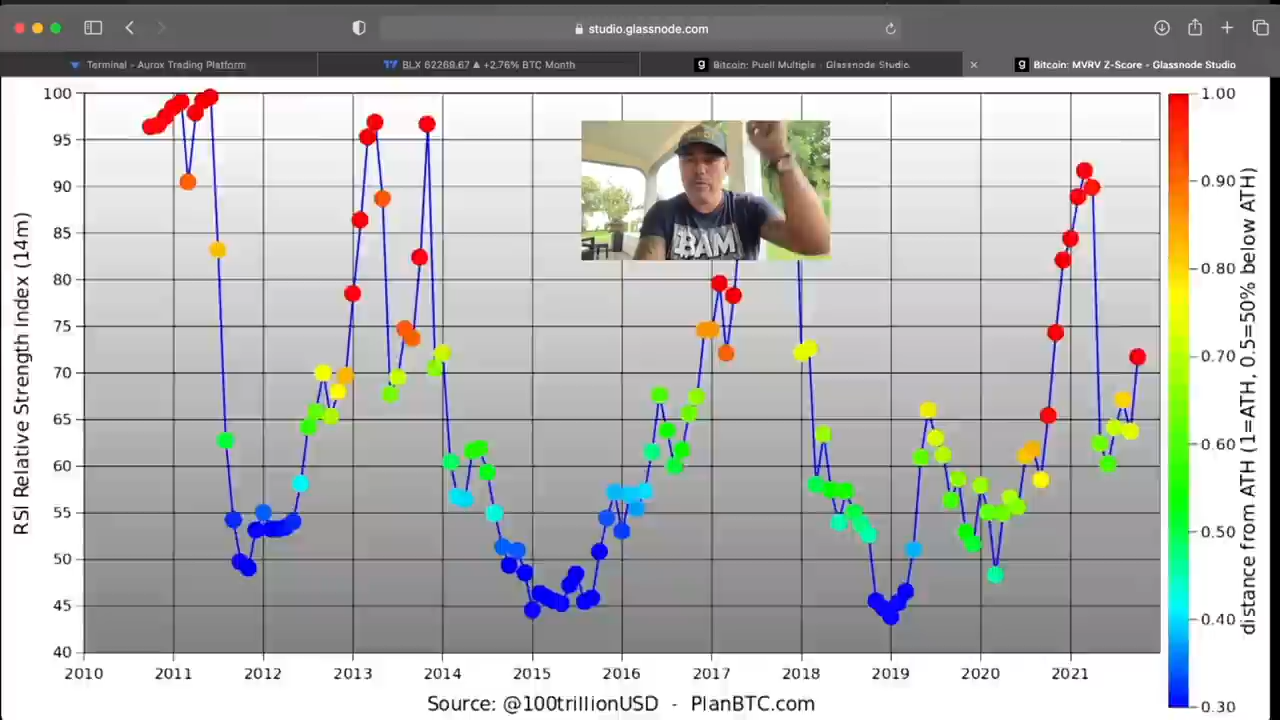 studio.glassnode.com
Terminal - Aurox Trading Platform
BLX 62269.67 ▲ +2.76% BTC Month
g Bitcoin: Puell Multiple - Glassnode Studio
g Bitcoin: MVRV Z-Score - Glassnode Studio
100
95
90
85
80
75
70
65
60
55
50
45
40
RSI Relative Strength Index (14m)
BAM
2010 2011 2012 2013 2014 2015 2016 2017 2018 2019 2020 2021
Source: @100trillionUSD - PlanBTC.com
1.00
0.90
0.80
0.70
0.60
0.50
0.40
0.30
distance from ATH (1=ATH, 0.5=50% below ATH)